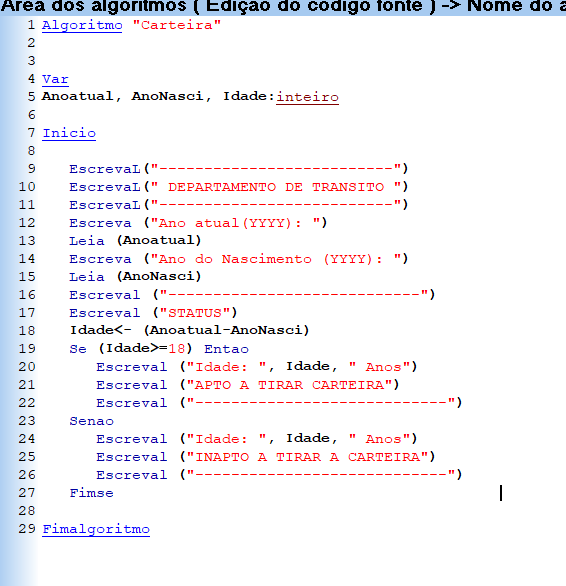 Área dos algoritmos ( Edição do código fonte ) -> Nome do a
1 Algoritmo "Carteira"
2
3
4 Var
5 Anoatual, AnoNasci, Idade:inteiro
6
7 Inicio
8
9    EscrevaL("--------------------------")
10    EscrevaL(" DEPARTAMENTO DE TRANSITO ")
11    EscrevaL("--------------------------")
12    Escreva ("Ano atual(YYYY): ")
13    Leia (Anoatual)
14    Escreva ("Ano do Nascimento (YYYY): ")
15    Leia (AnoNasci)
16    Escreval ("----------------------------")
17    Escreval ("STATUS")
18    Idade<- (Anoatual-AnoNasci)
19    Se (Idade>=18) Entao
20       Escreval ("Idade: ", Idade, " Anos")
21       Escreval ("APTO A TIRAR CARTEIRA")
22       Escreval ("----------------------------")
23    Senao
24       Escreval ("Idade: ", Idade, " Anos")
25       Escreval ("INAPTO A TIRAR A CARTEIRA")
26       Escreval ("----------------------------")
27    Fimse
28
29 Fimalgoritmo